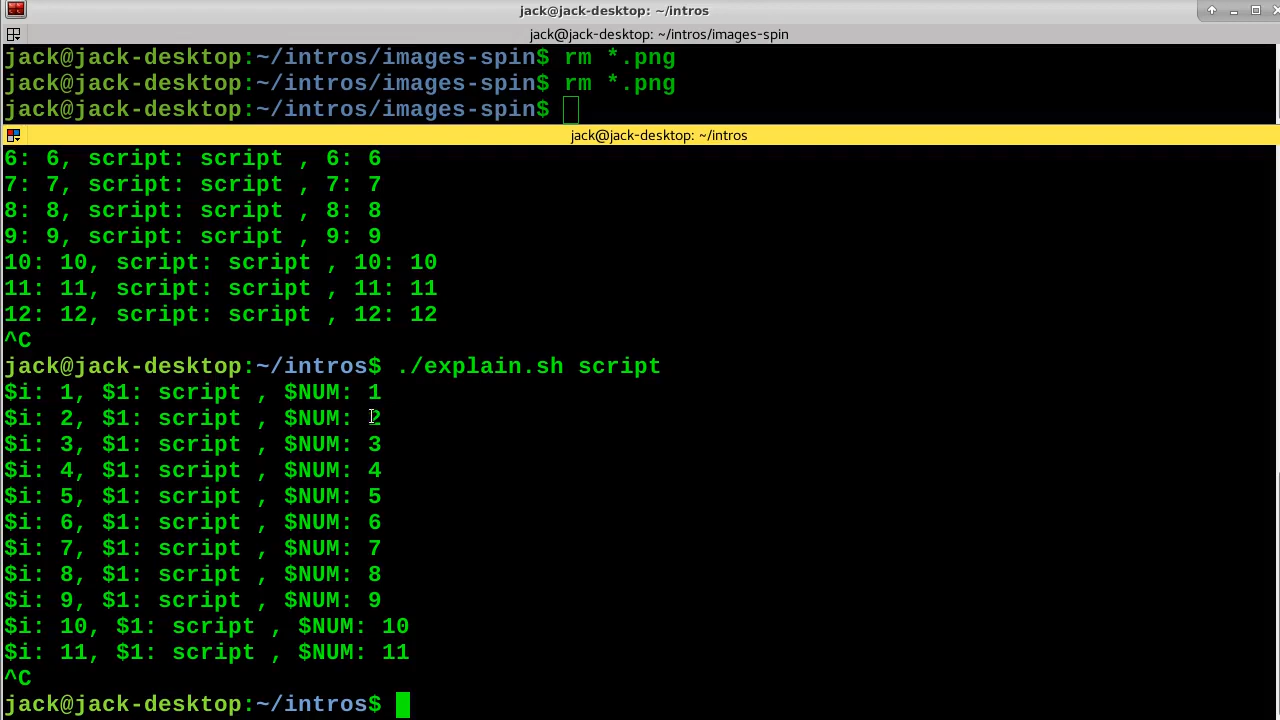 jack@jack-desktop: ~/intros
jack@jack-desktop: ~/intros/images-spin
jack@jack-desktop:~/intros/images-spin$ rm *.png
jack@jack-desktop:~/intros/images-spin$ rm *.png
jack@jack-desktop:~/intros/images-spin$
jack@jack-desktop: ~/intros
6: 6, script: script , 6: 6
7: 7, script: script , 7: 7
8: 8, script: script , 8: 8
9: 9, script: script , 9: 9
10: 10, script: script , 10: 10
11: 11, script: script , 11: 11
12: 12, script: script , 12: 12
^C
jack@jack-desktop:~/intros$ ./explain.sh script
$i: 1, $1: script , $NUM: 1
$i: 2, $1: script , $NUM: 2
$i: 3, $1: script , $NUM: 3
$i: 4, $1: script , $NUM: 4
$i: 5, $1: script , $NUM: 5
$i: 6, $1: script , $NUM: 6
$i: 7, $1: script , $NUM: 7
$i: 8, $1: script , $NUM: 8
$i: 9, $1: script , $NUM: 9
$i: 10, $1: script , $NUM: 10
$i: 11, $1: script , $NUM: 11
^C
jack@jack-desktop:~/intros$